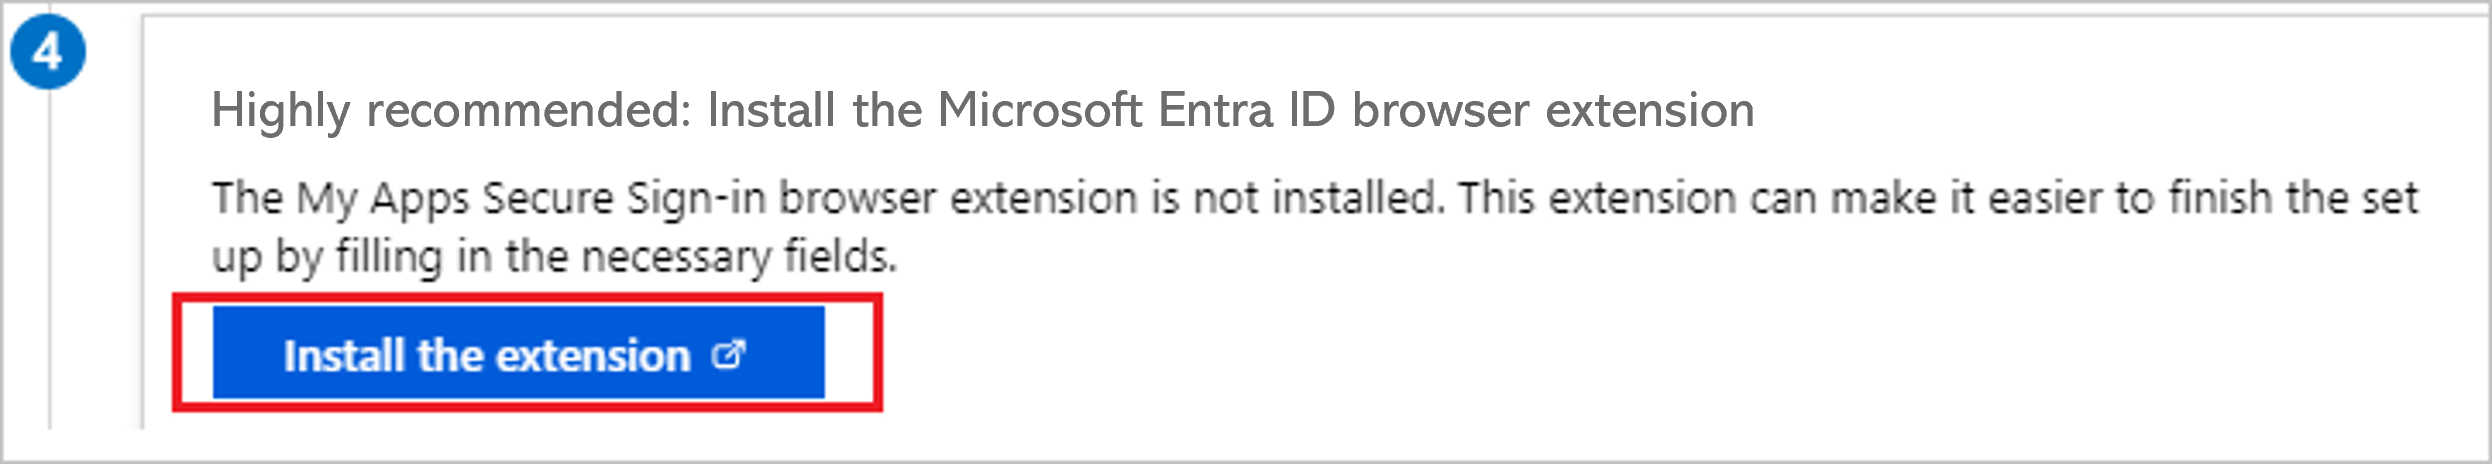 4
Highly recommended: Install the Microsoft Entra ID browser extension
The My Apps Secure Sign-in browser extension is not installed. This extension can make it easier to finish the set
up by filling in the necessary fields.
Install the extension